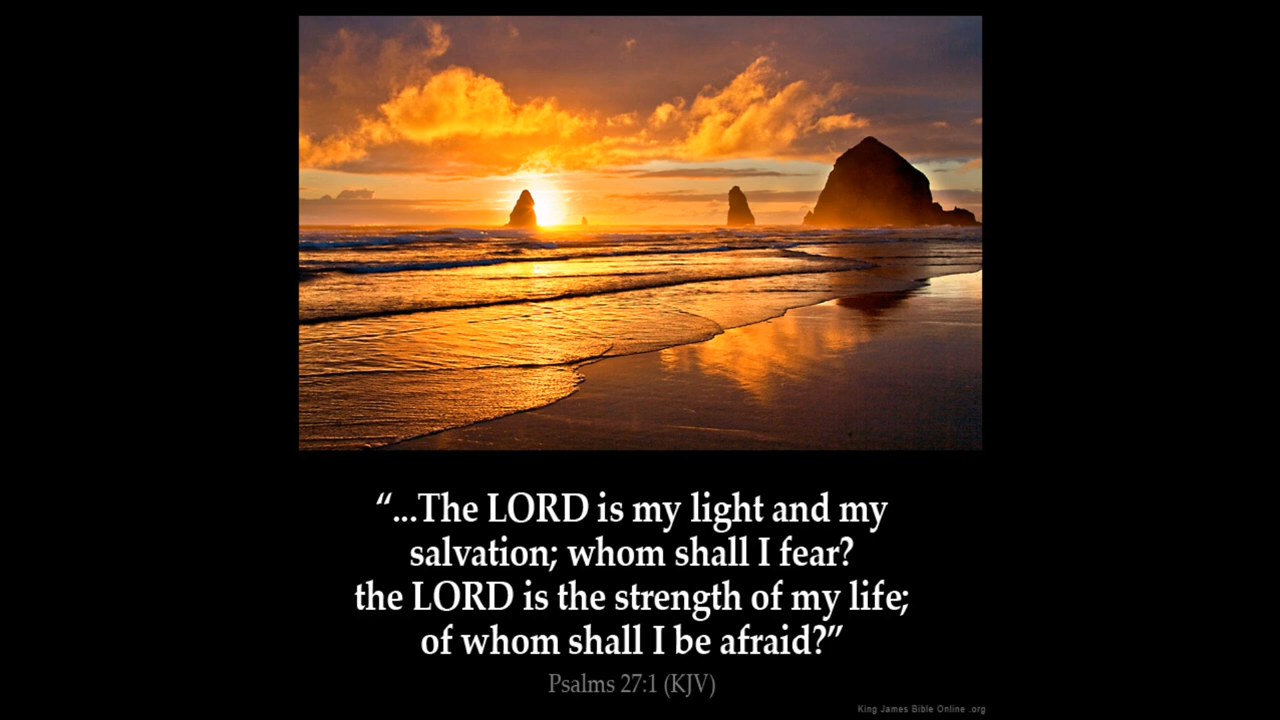 “...The LORD is my light and my
salvation; whom shall I fear?
the LORD is the strength of my life;
of whom shall I be afraid?”
Psalms 27:1 (KJV)
King James Bible Online .org